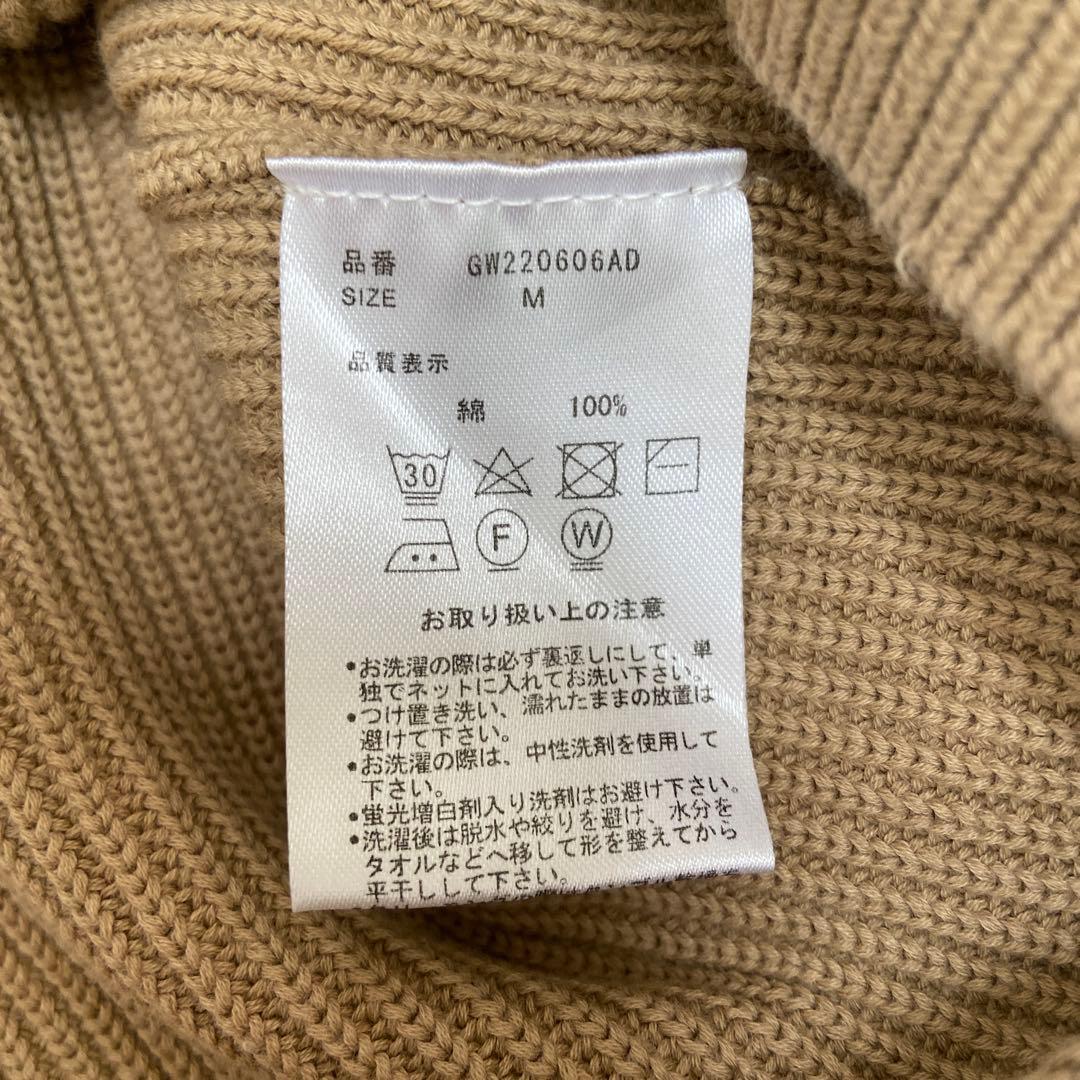 品番 GW220606AD
SIZE M
品質表示
綿 100%
30
F W
お取り扱い上の注意
•お洗濯の際は必ず裏返しにして、単
独でネットに入れてお洗い下さい。
•つけ置き洗い、濡れたままの放置は
避けて下さい。
•お洗濯の際は、中性洗剤を使用して
下さい。
•蛍光増白剤入り洗剤はお避け下さい。
•洗濯後は脱水や絞りを避け、水分を
タオルなどへ移して形を整えてから
平干しして下さい。